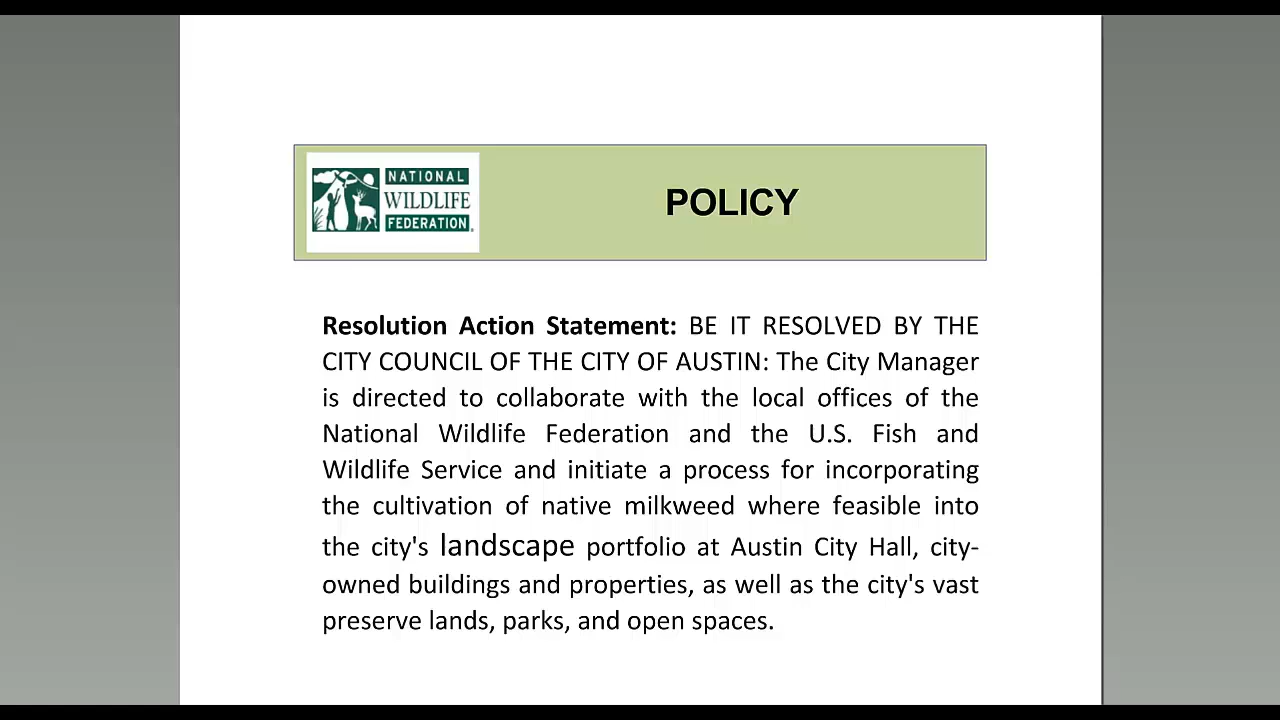 NATIONAL
WILDLIFE
FEDERATION
POLICY
Resolution Action Statement: BE IT RESOLVED BY THE
CITY COUNCIL OF THE CITY OF AUSTIN: The City Manager
is directed to collaborate with the local offices of the
National Wildlife Federation and the U.S. Fish and
Wildlife Service and initiate a process for incorporating
the cultivation of native milkweed where feasible into
the city's landscape portfolio at Austin City Hall, city-
owned buildings and properties, as well as the city's vast
preserve lands, parks, and open spaces.